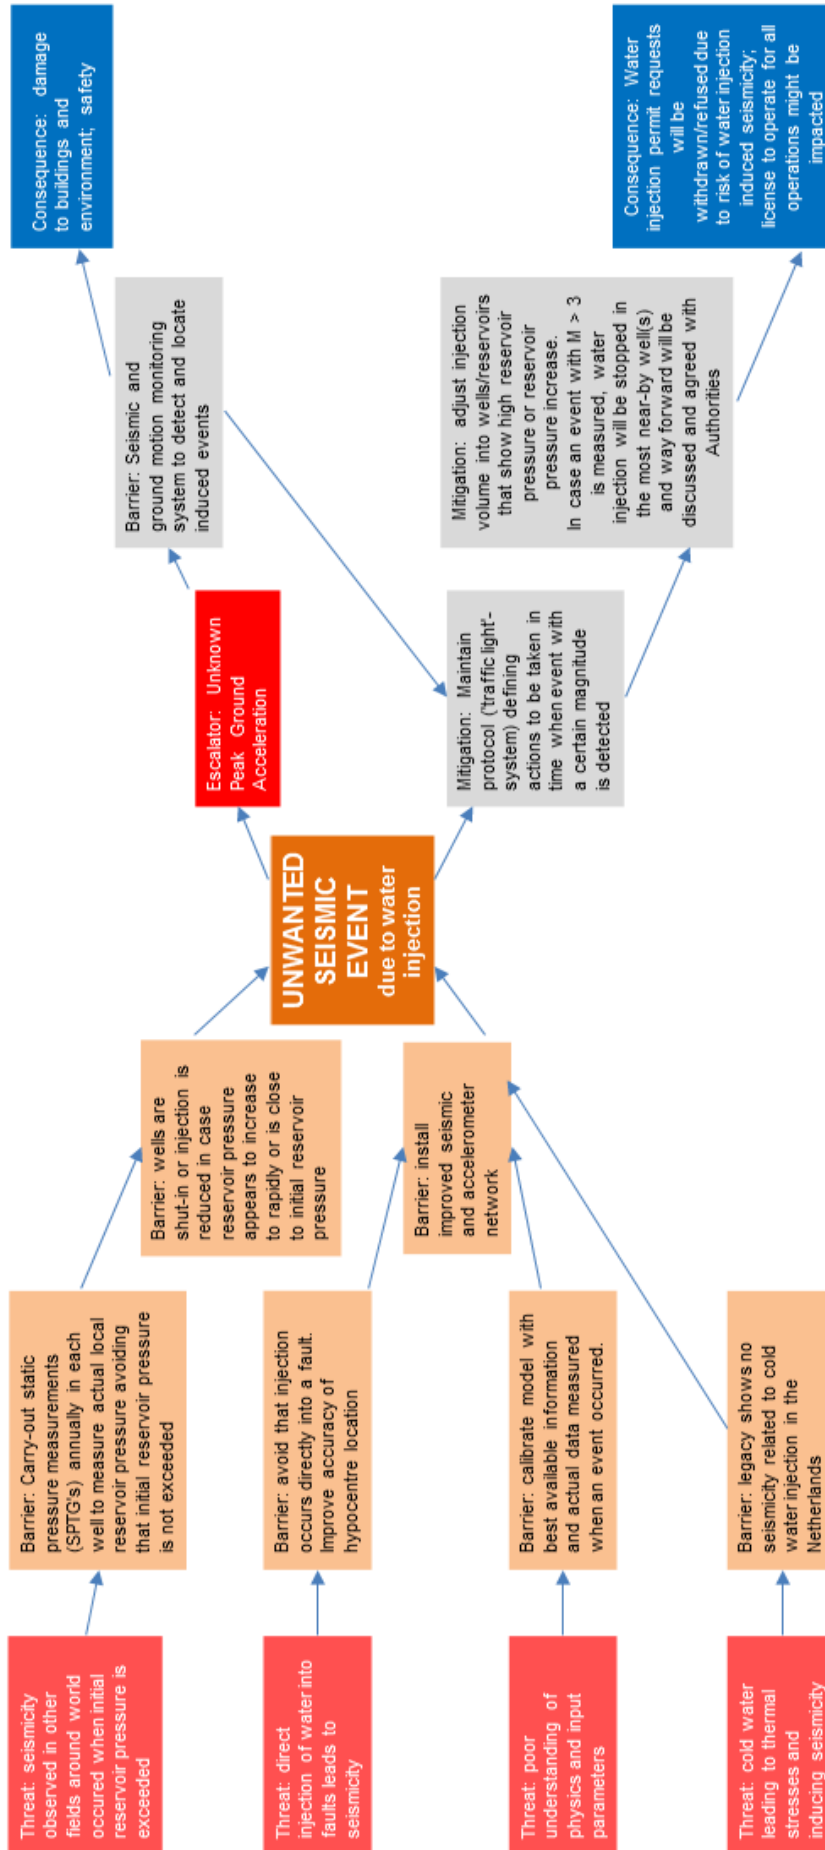 Threat: seismicity
observed in other
fields around world
occured when initial
reservoir pressure is
exceeded
Threat: direct
injection of water into
faults leads to
seismicity
Threat: poor
understanding of
physics and input
parameters
Threat: cold water
leading to thermal
stresses and
inducing seismicity
Barrier: Carry-out static
pressure measurements
(SPTG's) annually in each
well to measure actual local
reservoir pressure avoiding
that initial reservoir pressure
is not exceeded
Barrier: avoid that injection
occurs directly into a fault.
Improve accuracy of
hypocentre location
Barrier: calibrate model with
best available information
and actual data measured
when an event occurred.
Barrier: legacy shows no
seismicity related to cold
water injection in the
Netherlands
Barrier: wells are
shut-in or injection is
reduced in case
reservoir pressure
appears to increase
to rapidly or is close
to initial reservoir
pressure
Barrier: install
improved seismic
and accelerometer
network
UNWANTED
SEISMIC
EVENT
due to water
injection
Escalator: Unknown
Peak Ground
Acceleration
Mitigation: Maintain
protocol ("traffic light'-
system) defining
actions to be taken in
time when event with
a certain magnitude
is detected
Barrier: Seismic and
ground motion monitoring
system to detect and locate
induced events
Mitigation: adjust injection
volume into wells/reservoirs
that show high reservoir
pressure or reservoir
pressure increase.
In case an event with M > 3
is measured, water
injection will be stopped in
the most near-by well(s)
and way forward will be
discussed and agreed with
Authorities
Consequence: damage
to buildings and
environment; safety
Consequence: Water
injection permit requests
will be
withdrawn/refused due
to risk of water injection
induced seismicity;
license to operate for all
operations might be
impacted